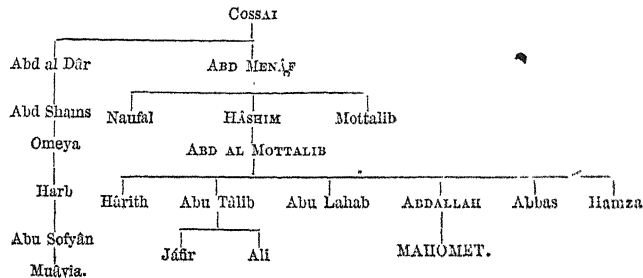 COSSAI
Abd al Dâr ABD MENÂF
Abd Shams Naufal HÂSHIM Mottalib
Omeya ABD AL MOTTALIB
Harb Hârith ABU TÂLIB ABU LAHAB ABDALLAH Abbas Hamza
Abu Sofyân Jáfir Ali MAHOMET.
Muâvia.